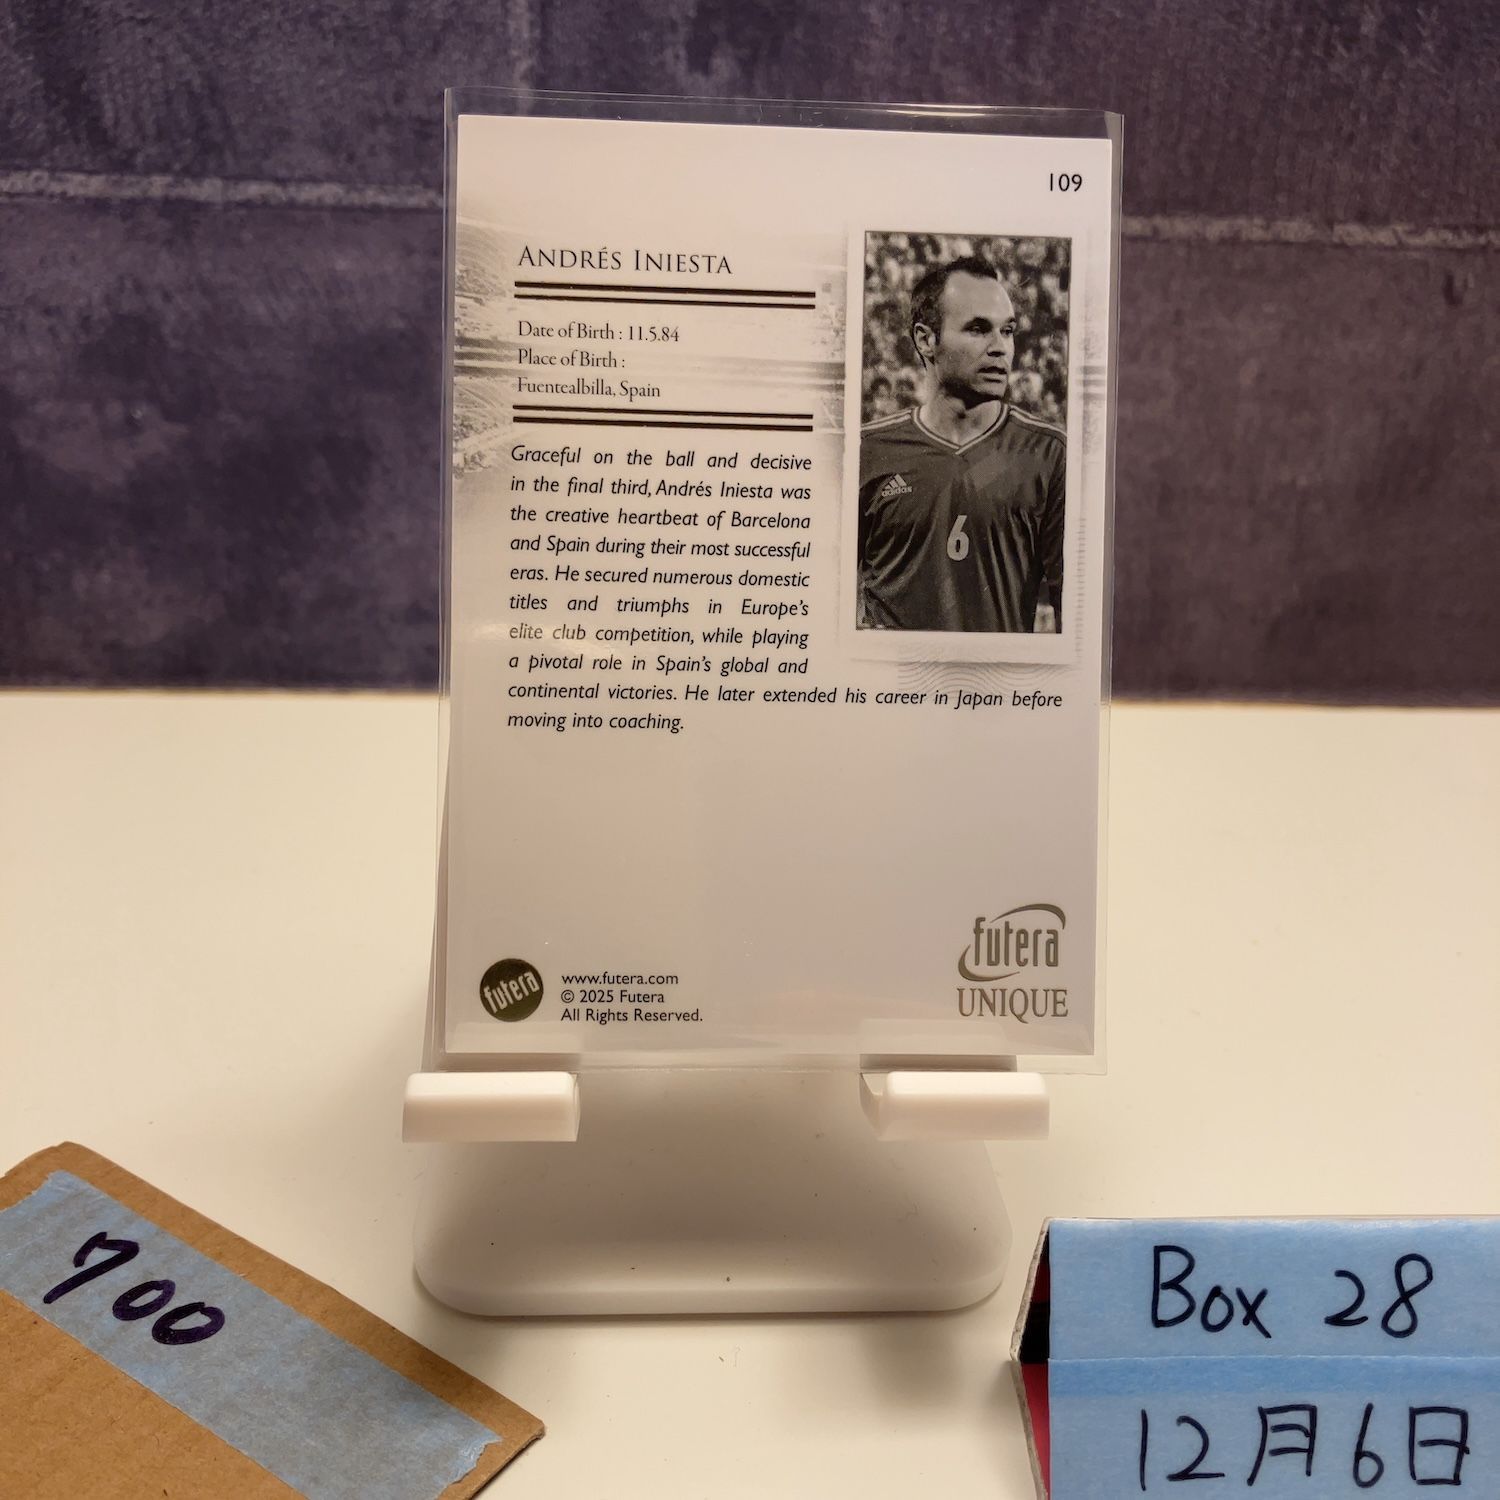 109
ANDRÉS INIESTA
Date of Birth : 11.5.84
Place of Birth :
Fuentealbilla, Spain
Graceful on the ball and decisive
in the final third, Andrés Iniesta was
the creative heartbeat of Barcelona
and Spain during their most successful
eras. He secured numerous domestic
titles and triumphs in Europe's
elite club competition, while playing
a pivotal role in Spain's global and
continental victories. He later extended his career in Japan before
moving into coaching.
adidas
6
futera
www.futera.com
© 2025 Futera
All Rights Reserved.
futera
UNIQUE
700
Box 28
12月6日